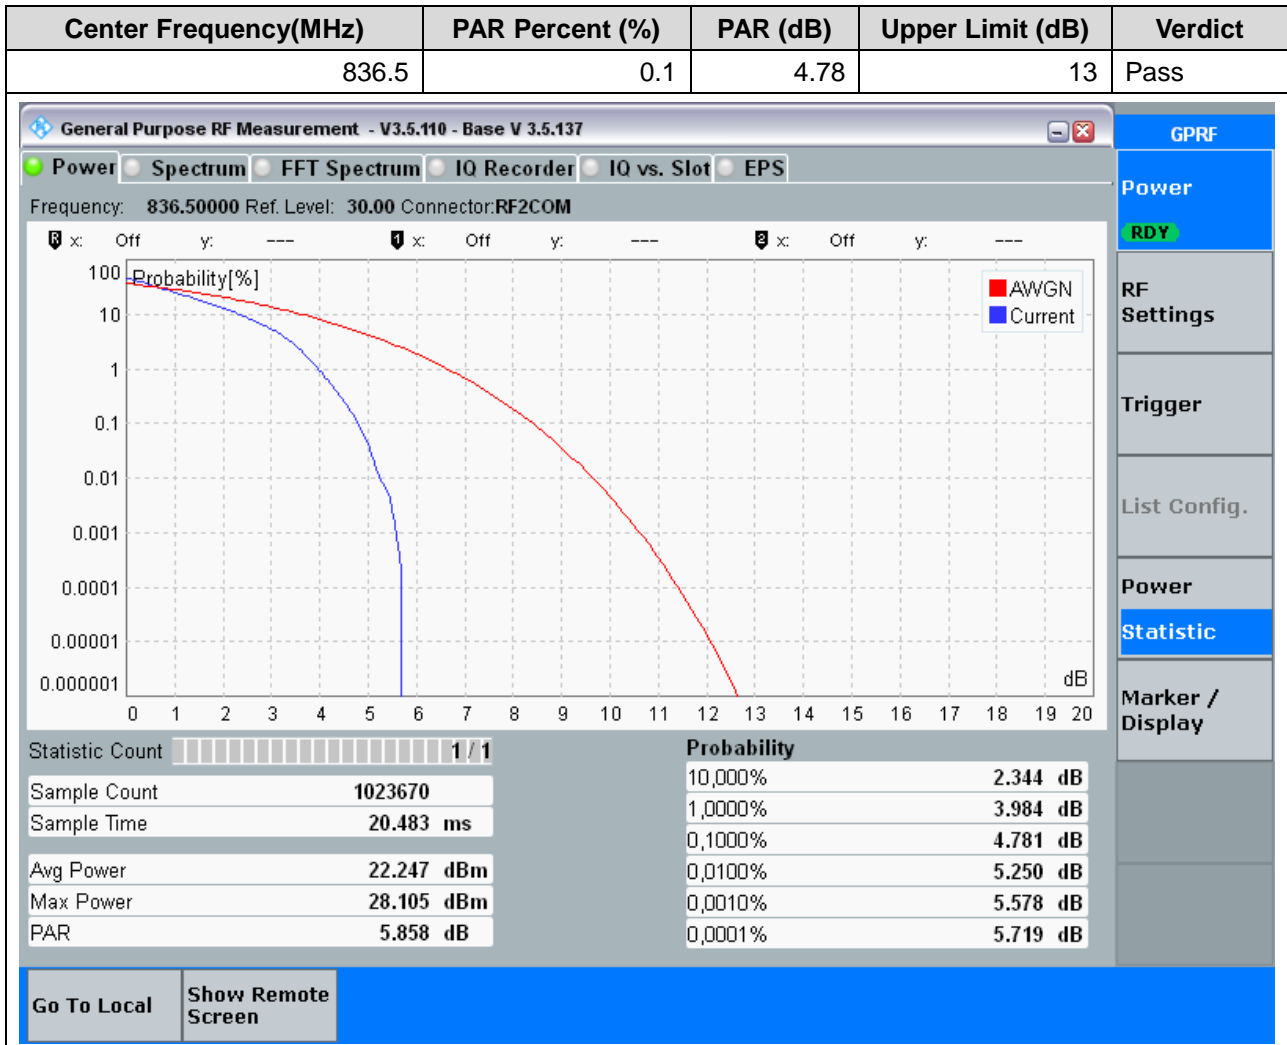 Center Frequency(MHz) PAR Percent (%) PAR (dB) Upper Limit (dB) Verdict
836.5 0.1 4.78 13 Pass
General Purpose RF Measurement - V3.5.110 - Base V 3.5.137
GPRF
Power Spectrum FFT Spectrum IQ Recorder IQ vs. Slot EPS
Power
RDY
Frequency: 836.50000 Ref. Level: 30.00 Connector:RF2COM
R x: Off y: --- 1 x: Off y: --- 2 x: Off y: ---
Probability[%]
AWGN
Current
100
10
1
0.1
0.01
0.001
0.0001
0.00001
0.000001
dB
0 1 2 3 4 5 6 7 8 9 10 11 12 13 14 15 16 17 18 19 20
RF
Settings
Trigger
List Config.
Power
Statistic
Marker /
Display
Statistic Count 1 / 1
Sample Count 1023670
Sample Time 20.483 ms
Avg Power 22.247 dBm
Max Power 28.105 dBm
PAR 5.858 dB
Probability
10,000% 2.344 dB
1,0000% 3.984 dB
0,1000% 4.781 dB
0,0100% 5.250 dB
0,0010% 5.578 dB
0,0001% 5.719 dB
Go To Local
Show Remote
Screen